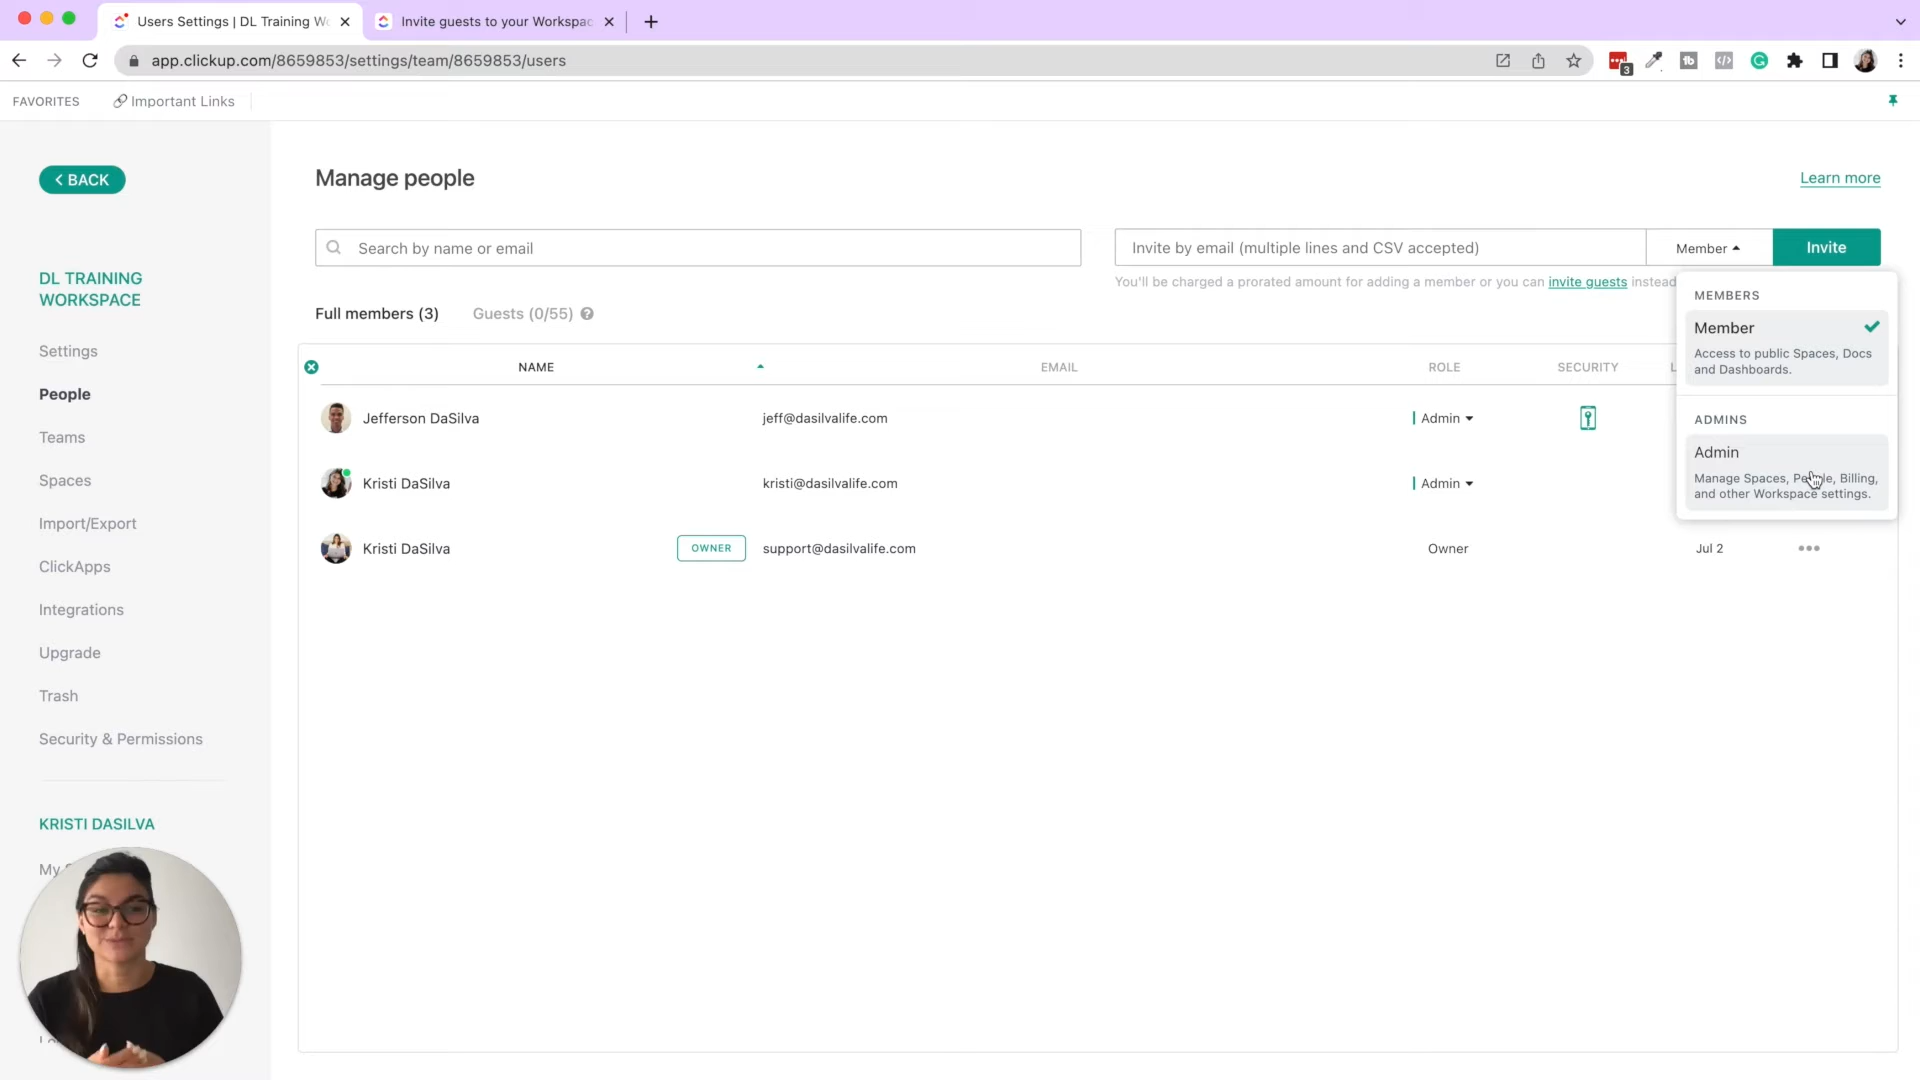 Users Settings | DL Training Wo
Invite guests to your Workspac
app.clickup.com/8659853/settings/team/8659853/users
3
FAVORITES
Important Links
BACK
Manage people
Learn more
Search by name or email
Invite by email (multiple lines and CSV accepted)
Member
Invite
You'll be charged a prorated amount for adding a member or you can invite guests instead
DL TRAINING
WORKSPACE
Full members (3)
Guests (0/55)
MEMBERS
Member
Access to public Spaces, Docs
and Dashboards.
ADMINS
Admin
Manage Spaces, People, Billing,
and other Workspace settings.
Settings
People
Teams
Spaces
Import/Export
ClickApps
Integrations
Upgrade
Trash
Security & Permissions
NAME
EMAIL
ROLE
SECURITY
L
Jefferson DaSilva
jeff@dasilvalife.com
Admin
Kristi DaSilva
kristi@dasilvalife.com
Admin
Kristi DaSilva
OWNER
support@dasilvalife.com
Owner
Jul 2
KRISTI DASILVA
My